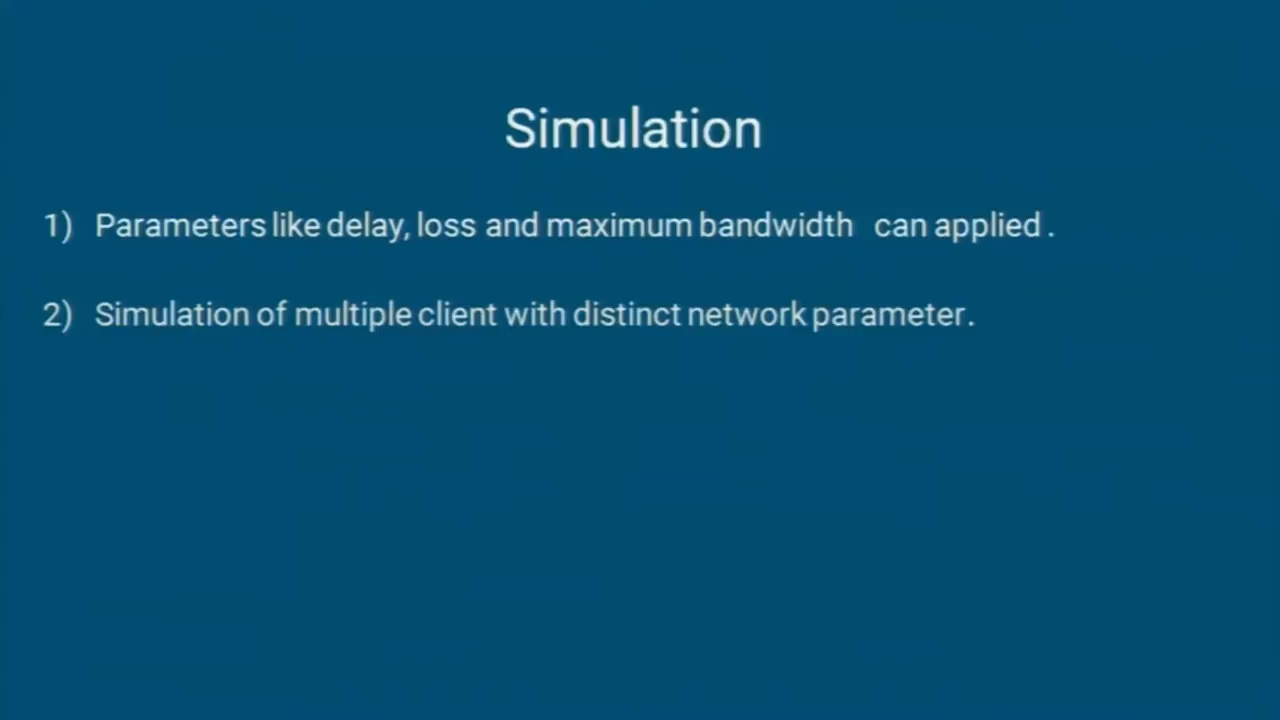 Simulation
1) Parameters like delay, loss and maximum bandwidth can applied .
2) Simulation of multiple client with distinct network parameter.